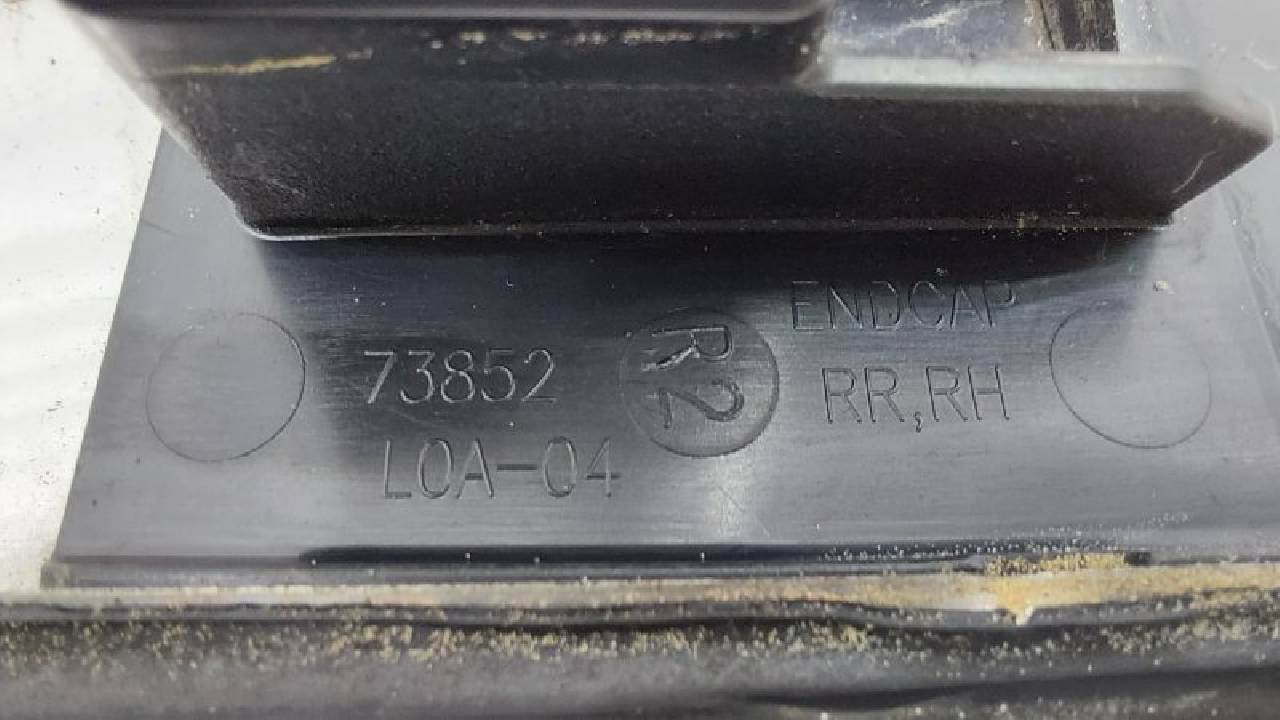 73852
L0A-04
R2
ENDCAP
RR,RH